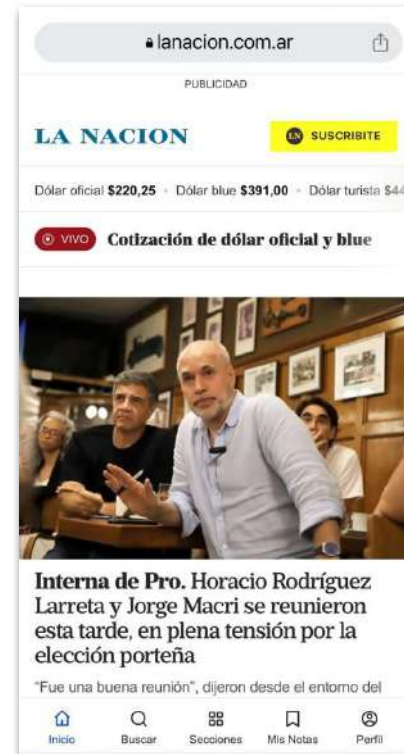 lanacion.com.ar
PUBLICIDAD
LA NACION
LN SUSCRIBITE
Dólar oficial $220,25 • Dólar blue $391,00 • Dólar turista $44
VIVO Cotización de dólar oficial y blue
Interna de Pro. Horacio Rodríguez
Larreta y Jorge Macri se reunieron
esta tarde, en plena tensión por la
elección porteña
"Fue una buena reunión", dijeron desde el entorno del
Inicio Buscar Secciones Mis Notas Perfil